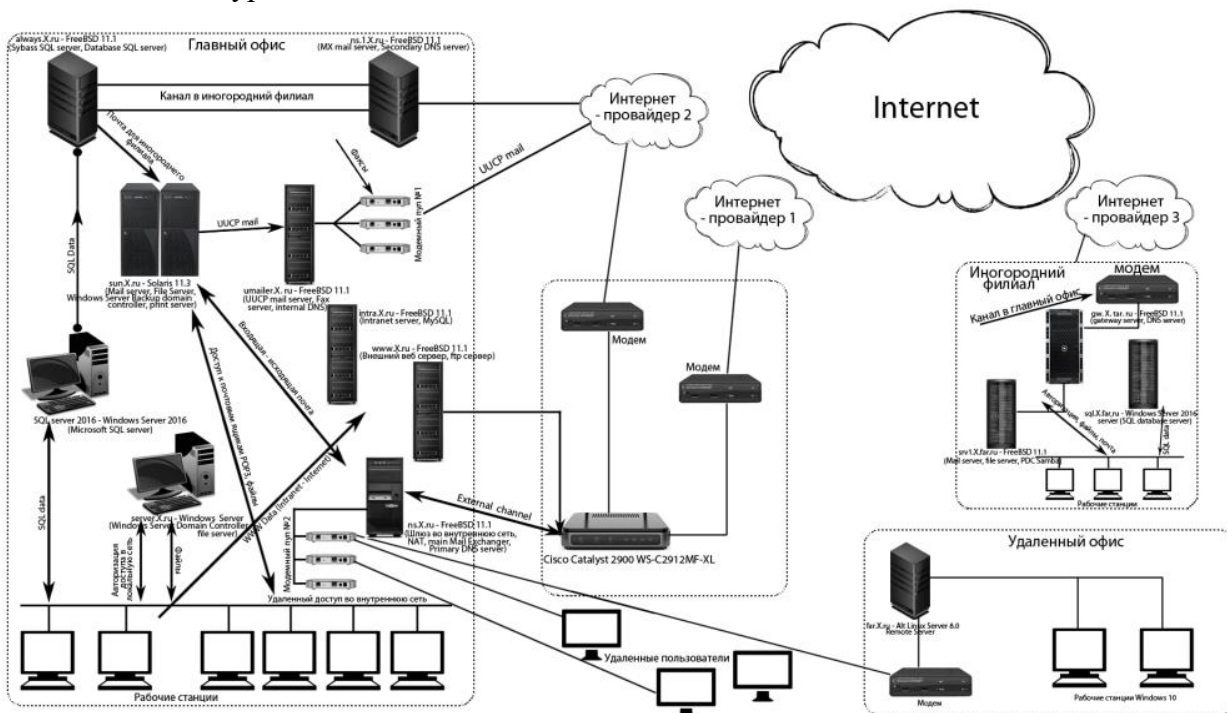 always.X.ru - FreeBSD 11.1
(Sybass SQL server, Database SQL server)
Главный офис
ns.1.X.ru - FreeBSD 11.1
(MX mail server, Secondary DNS server)
Канал в иногородний филиал
Почта для иногороднего
филиала
Факсы
UUCP mail
Модемный пул №1
UUCP mail
SQL Data
sun.X.ru - Solaris 11.3
(Mail server, File Server,
Windows Server Backup domain
controller, print server)
umailer.X. ru - FreeBSD 11.1
(UUCP mail server, Fax
server, internal DNS)
intra.X.ru - FreeBSD 11.1
(Intranet server, MySQL)
www.X.ru - FreeBSD 11.1
(Внешний веб сервер, ftp сервер)
Входящая - исходящая почта
Доступ к почтовым ящикам POP3, файлы
SQL server 2016 - Windows Server 2016
(Microsoft SQL server)
SQL data
server.X.ru - Windows Server
(Windows Server Domain Controller,
file server)
WWW Data (Intranet - Internet)
Авторизация
доступа в
локальную сеть
Файлы
Модемный пул №2
ns.X.ru - FreeBSD 11.1
(Шлюз во внутреннюю сеть,
NAT, main Mail Exchanger,
Primary DNS server)
Удаленный доступ во внутреннюю сеть
Рабочие станции
External channel
Интернет
- провайдер 2
Интернет
- провайдер 1
Модем
Модем
Cisco Catalyst 2900 WS-C2912MF-XL
Удаленные пользователи
Internet
Интернет
- провайдер 3
Иногородний
филиал
модем
Канал в главный офис
gw. X. tar. ru - FreeBSD 11.1
(gateway server, DNS server)
Авторизация, файлы, почта
sql.X.far,ru - Windows Server 2016
server (SQL database server)
SQL data
srv1.X.far.ru - FreeBSD 11.1
(Mail server, file server, PDC Samba)
Рабочие станции
Удаленный офис
far.X.ru - Alt Linux Server 8.0
Remote Server
Модем
Рабочие станции Windows 10